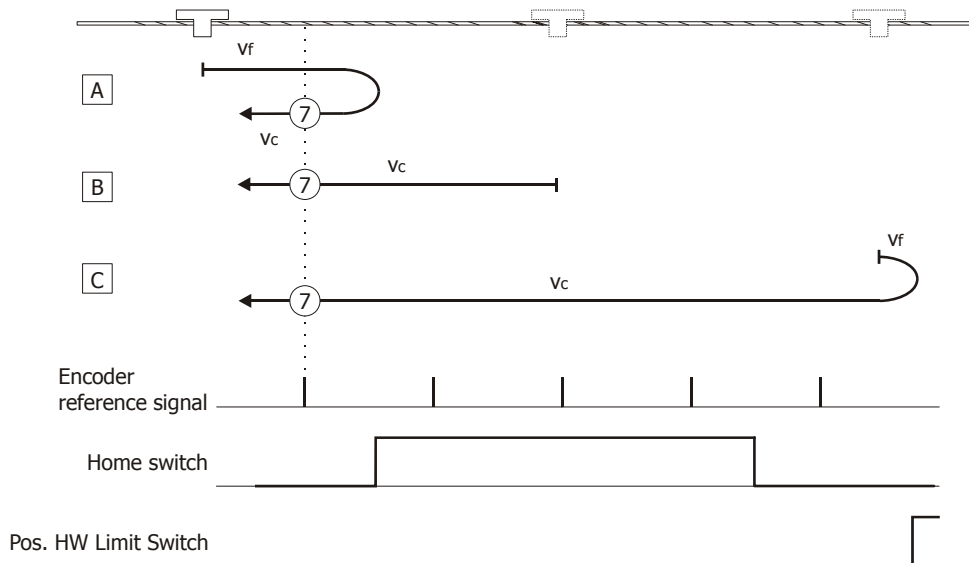 Vf
A
7
Vc
Vc
B
7
Vf
C
Vc
7
Encoder
reference signal
Home switch
Pos. HW Limit Switch